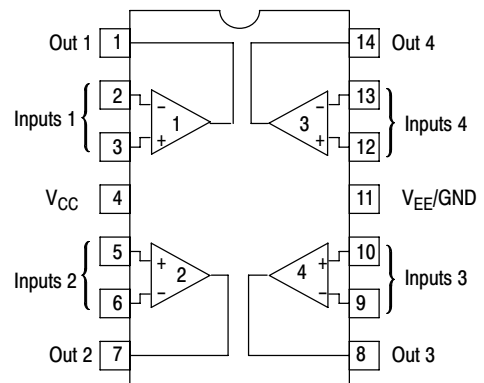 Out 1 1 14 Out 4
2 - - 13
Inputs 1 1 3 Inputs 4
3 + + 12
VCC 4 11 VEE/GND
5 + + 10
Inputs 2 2 4 Inputs 3
6 - - 9
Out 2 7 8 Out 3